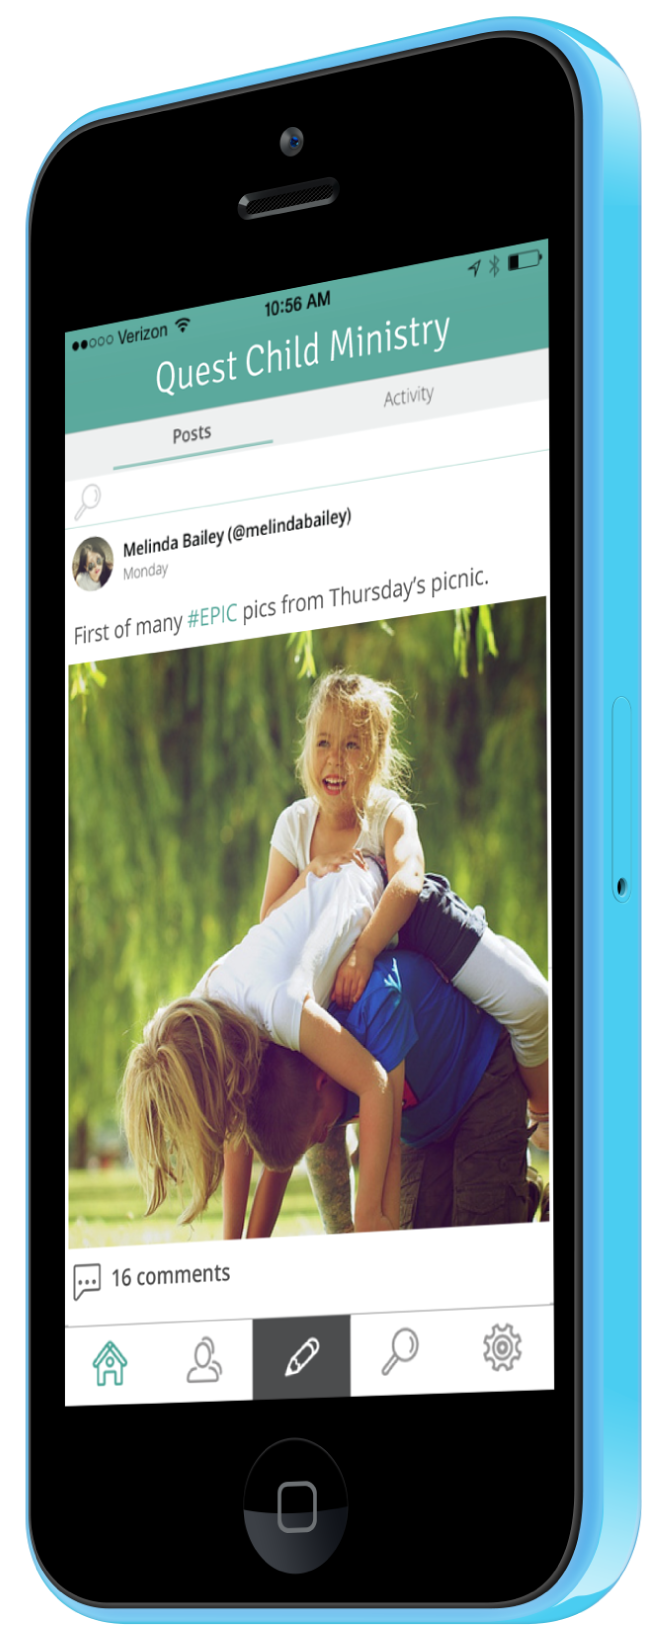 Verizon
10:56 AM
Quest Child Ministry
Posts
Activity
Melinda Bailey (@melindabailey)
Monday
First of many #EPIC pics from Thursday's picnic.
16 comments